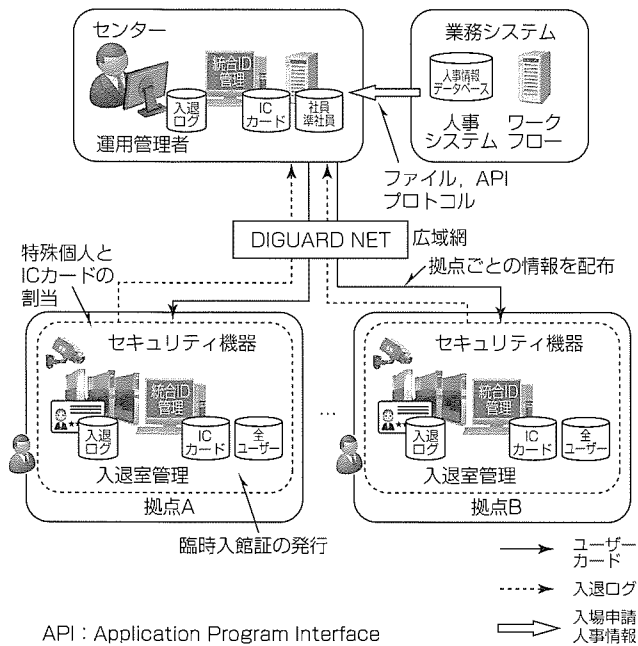 センター
統合ID
管理
入退
ログ
IC
カード
社員
準社員
運用管理者
業務システム
人事情報
データベース
人事
システム
ワーク
フロー
ファイル，API
プロトコル
DIGUARD NET
広域網
拠点ごとの情報を配布
特殊個人と
ICカードの
割当
セキュリティ機器
統合ID
管理
入退
ログ
IC
カード
全
ユーザー
入退室管理
拠点A
臨時入館証の発行
…
セキュリティ機器
統合ID
管理
入退
ログ
IC
カード
全
ユーザー
入退室管理
拠点B
ユーザー
カード
入退ログ
入場申請
人事情報
API：Application Program Interface